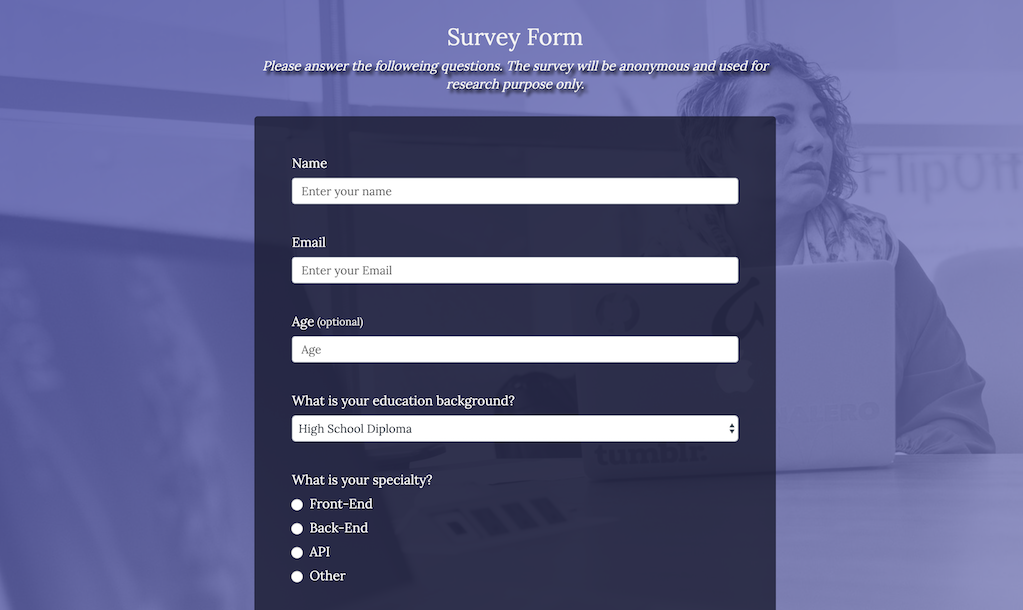 Survey Form
Please answer the followeing questions. The survey will be anonymous and used for
research purpose only.
FlipOff
Name
Enter your name
Email
Enter your Email
Age (optional)
Age
What is your education background?
High School Diploma
tumblr.
What is your specialty?
Front-End
Back-End
API
Other